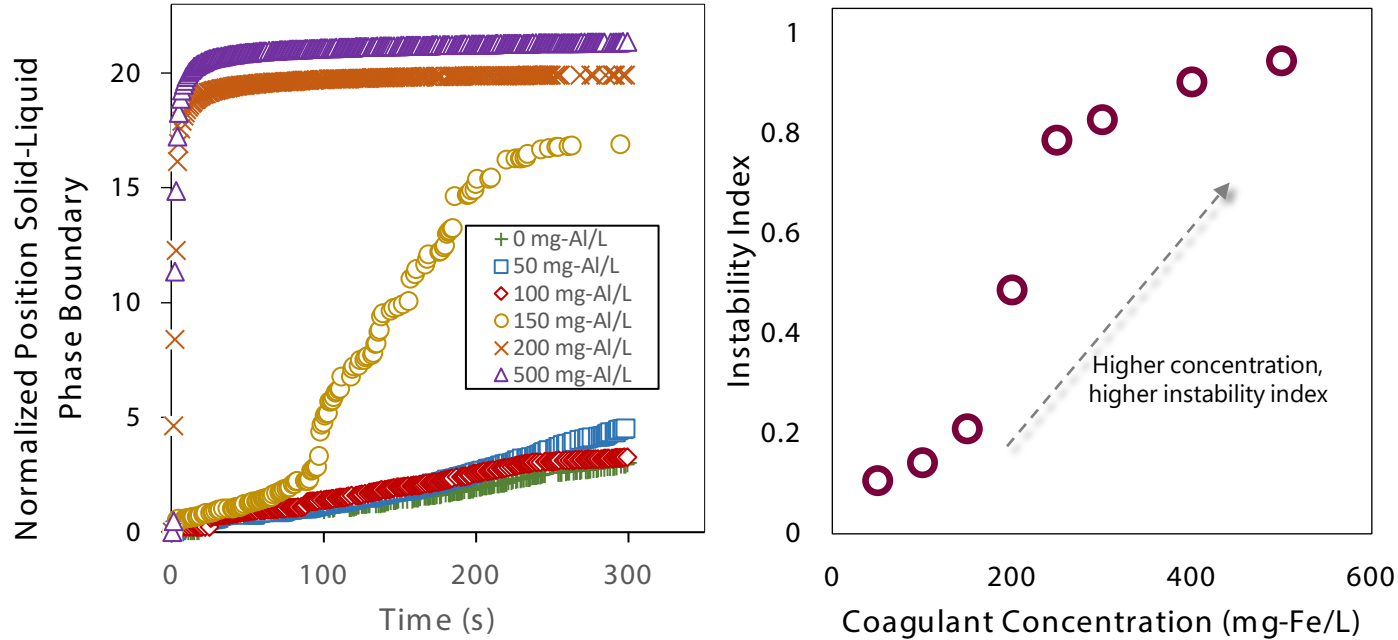 Normalized Position Solid-Liquid
Phase Boundary
20
15
10
5
0
0 100 200 300
Time (s)
0 mg-Al/L
50 mg-Al/L
100 mg-Al/L
150 mg-Al/L
200 mg-Al/L
500 mg-Al/L
Instability Index
1
0.8
0.6
0.4
0.2
0
0 200 400 600
Coagulant Concentration (mg-Fe/L)
Higher concentration,
higher instability index